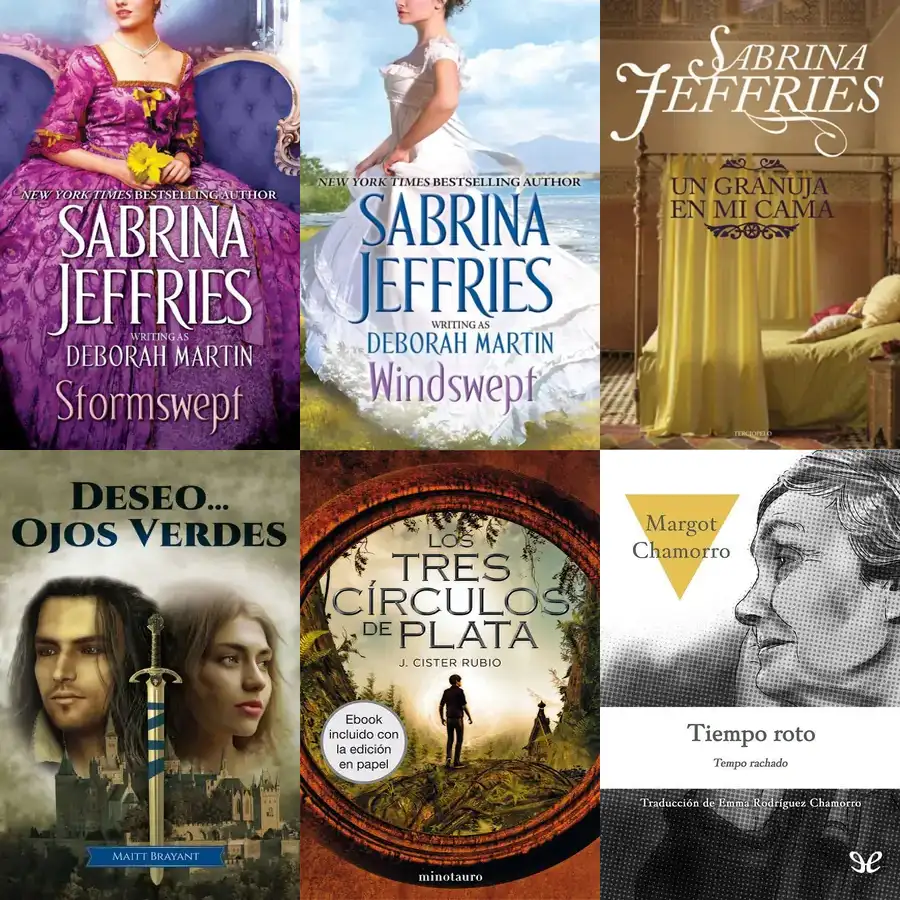 NEW YORK TIMES BESTSELLING AUTHOR
SABRINA
JEFFRIES
WRITING AS
DEBORAH MARTIN
Stormswept
NEW YORK TIMES BESTSELLING AUTHOR
SABRINA
JEFFRIES
WRITING AS
DEBORAH MARTIN
Windswept
SABRINA
JEFFRIES
UN GRANUJA
EN MI CAMA
TERCIOPELO
DESEO...
OJOS VERDES
MAITT BRAYANT
LOS
TRES
CÍRCULOS
DE PLATA
J. CISTER RUBIO
Ebook
incluido con
la edición
en papel
minotauro
Margot
Chamorro
Tiempo roto
Tempo rachado
Traducción de Emma Rodríguez Chamorro